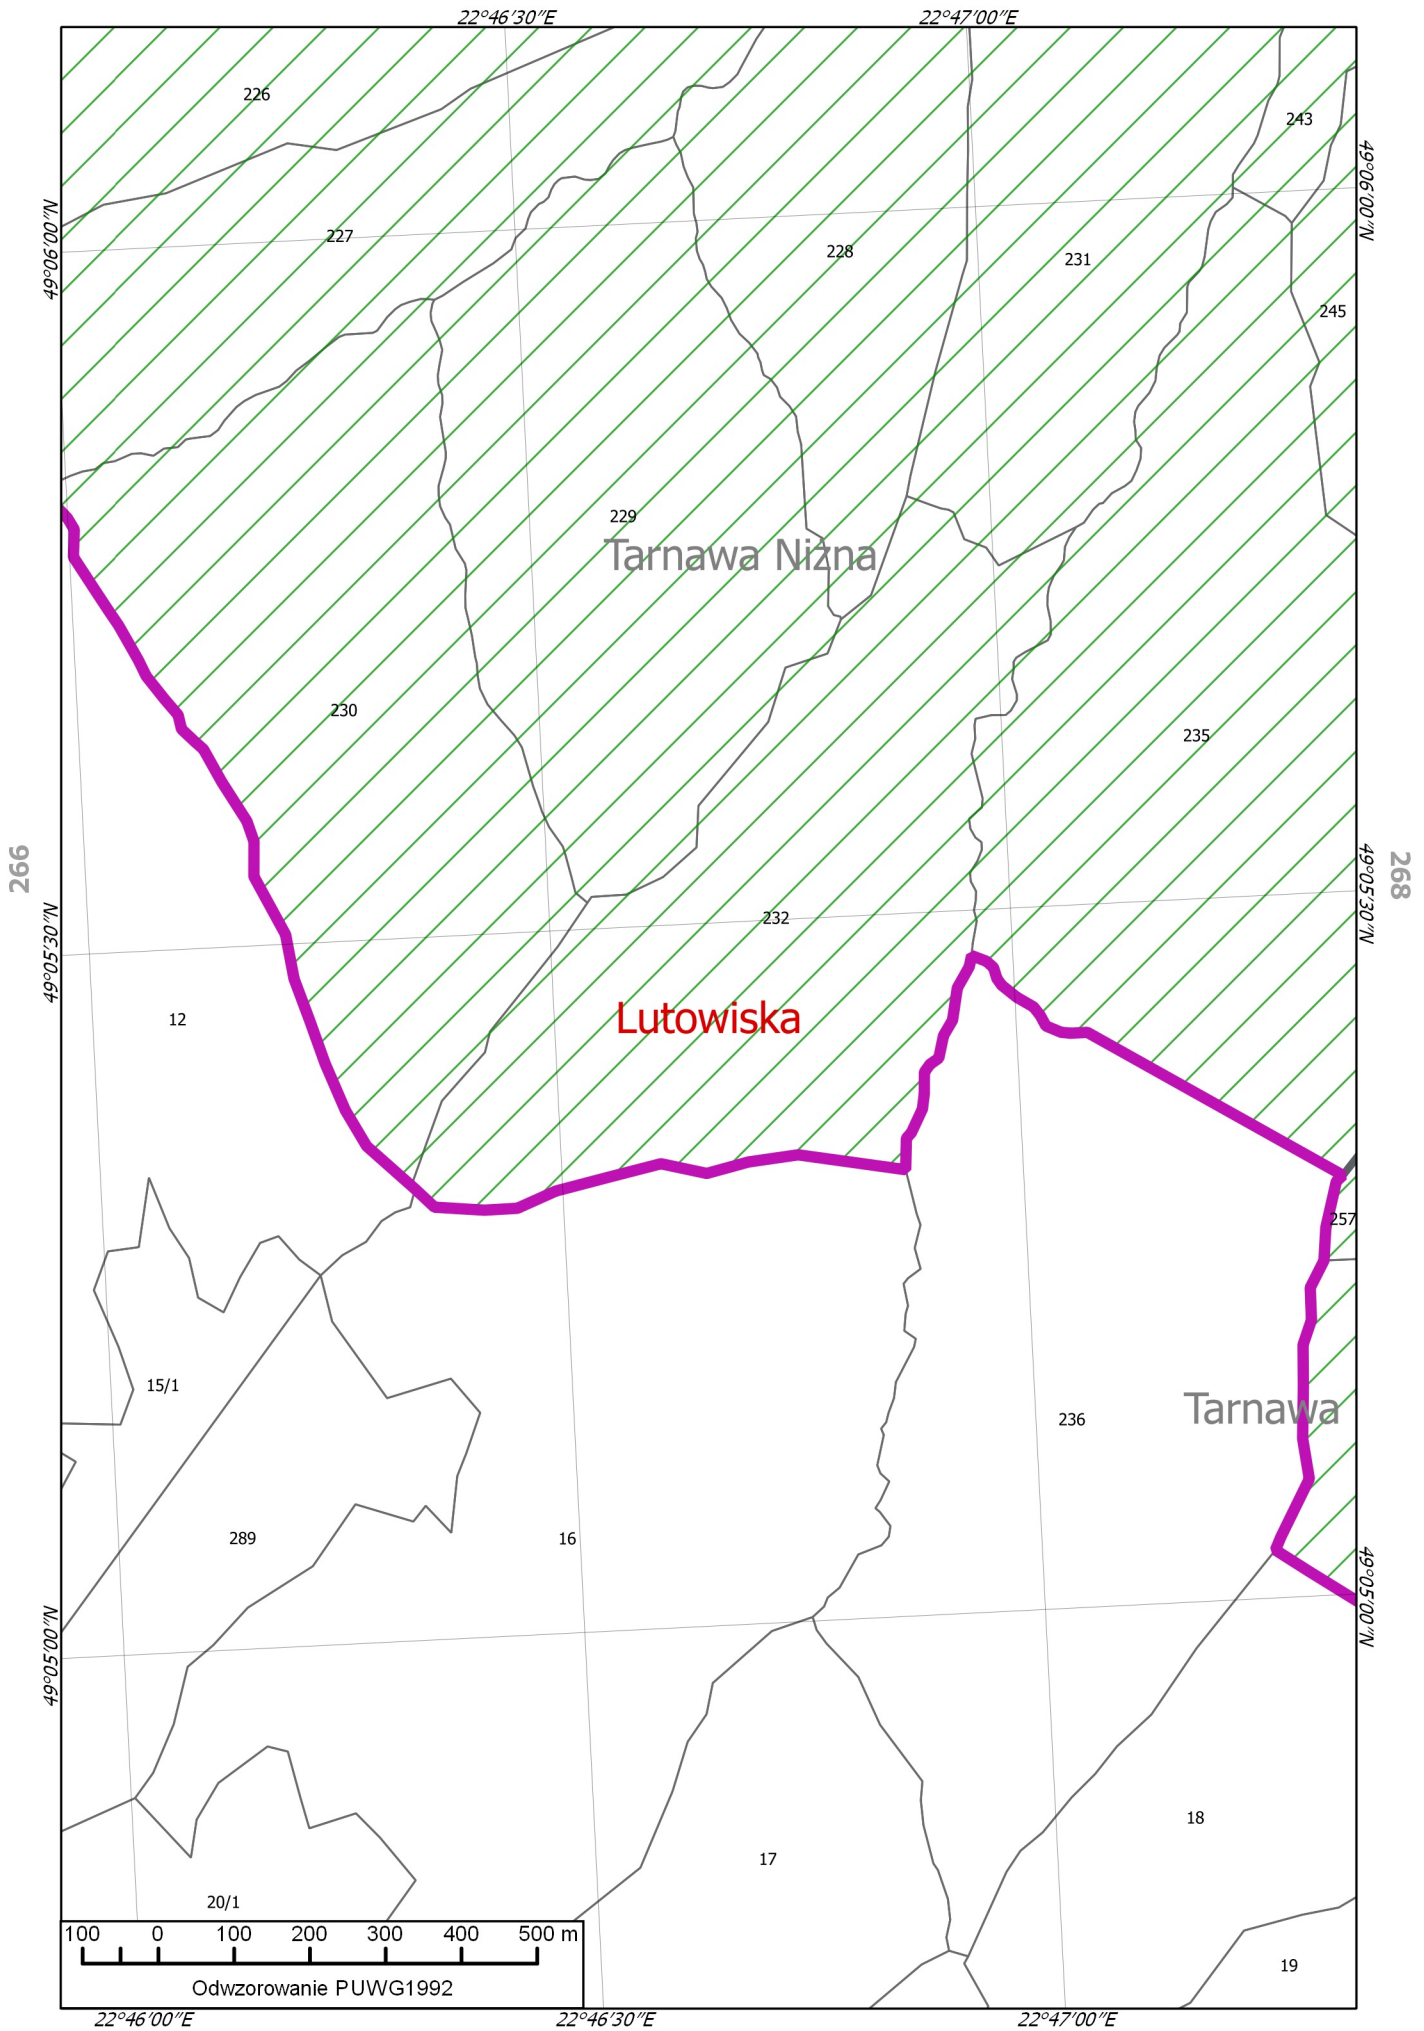 22°46'30"E
22°47'00"E
226
243
49°06'00"N
49°06'00"N
227
228
231
245
229
Tarnawa Niżna
230
235
266
268
49°05'30"N
49°05'30"N
232
12
Lutowiska
257
15/1
236
Tarnawa
289
16
49°05'00"N
49°05'00"N
18
17
20/1
19
100 0 100 200 300 400 500 m
Odwzorowanie PUWG1992
22°46'00"E
22°46'30"E
22°47'00"E